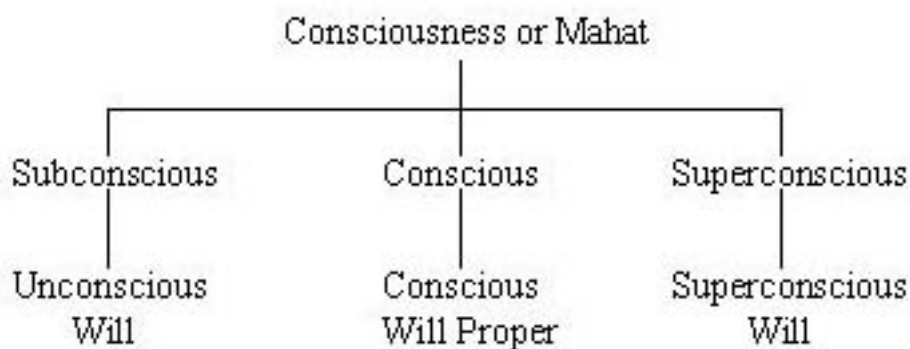 Consciousness or Mahat
Subconscious Conscious Superconscious
Unconscious Conscious Superconscious
Will Will Proper Will